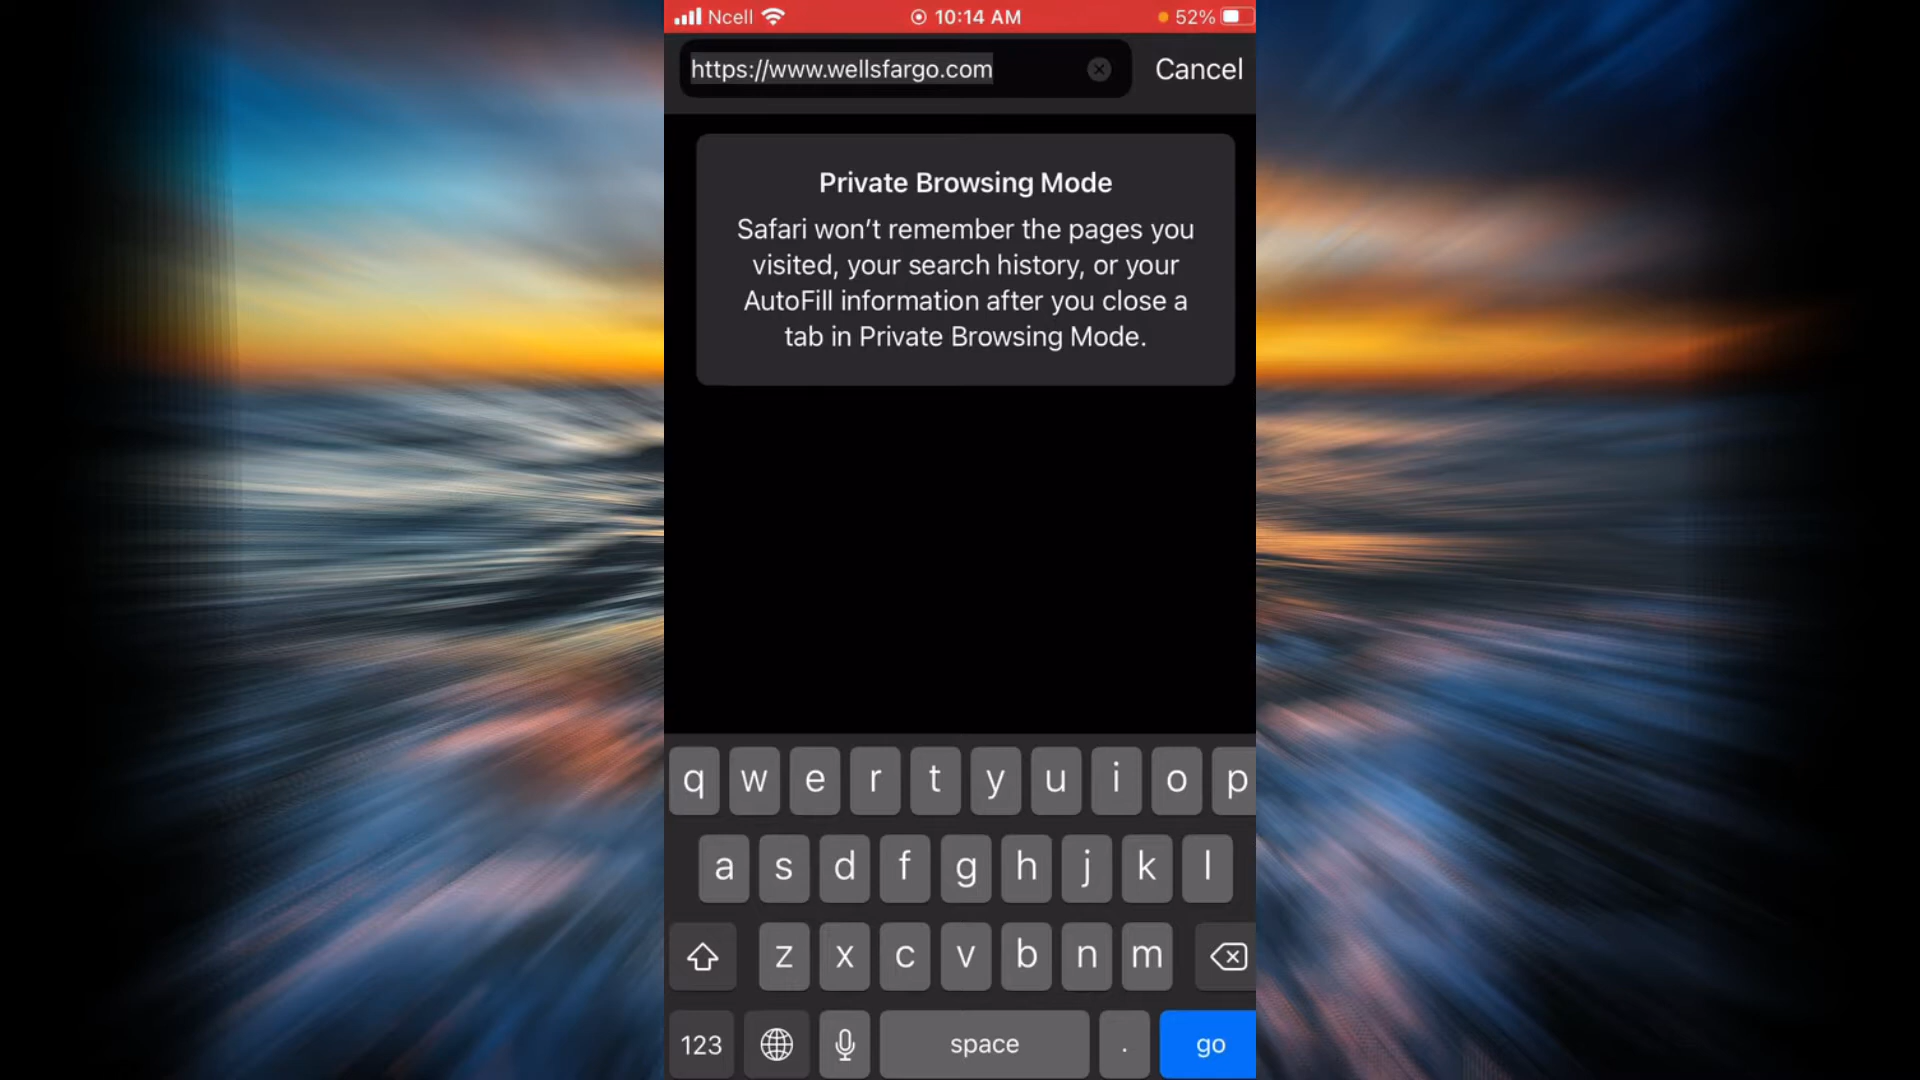 Ncell 10:14 AM 52%
https://www.wellsfargo.com Cancel
Private Browsing Mode
Safari won’t remember the pages you
visited, your search history, or your
AutoFill information after you close a
tab in Private Browsing Mode.
q w e r t y u i o p
a s d f g h j k l
z x c v b n m
123 space . go